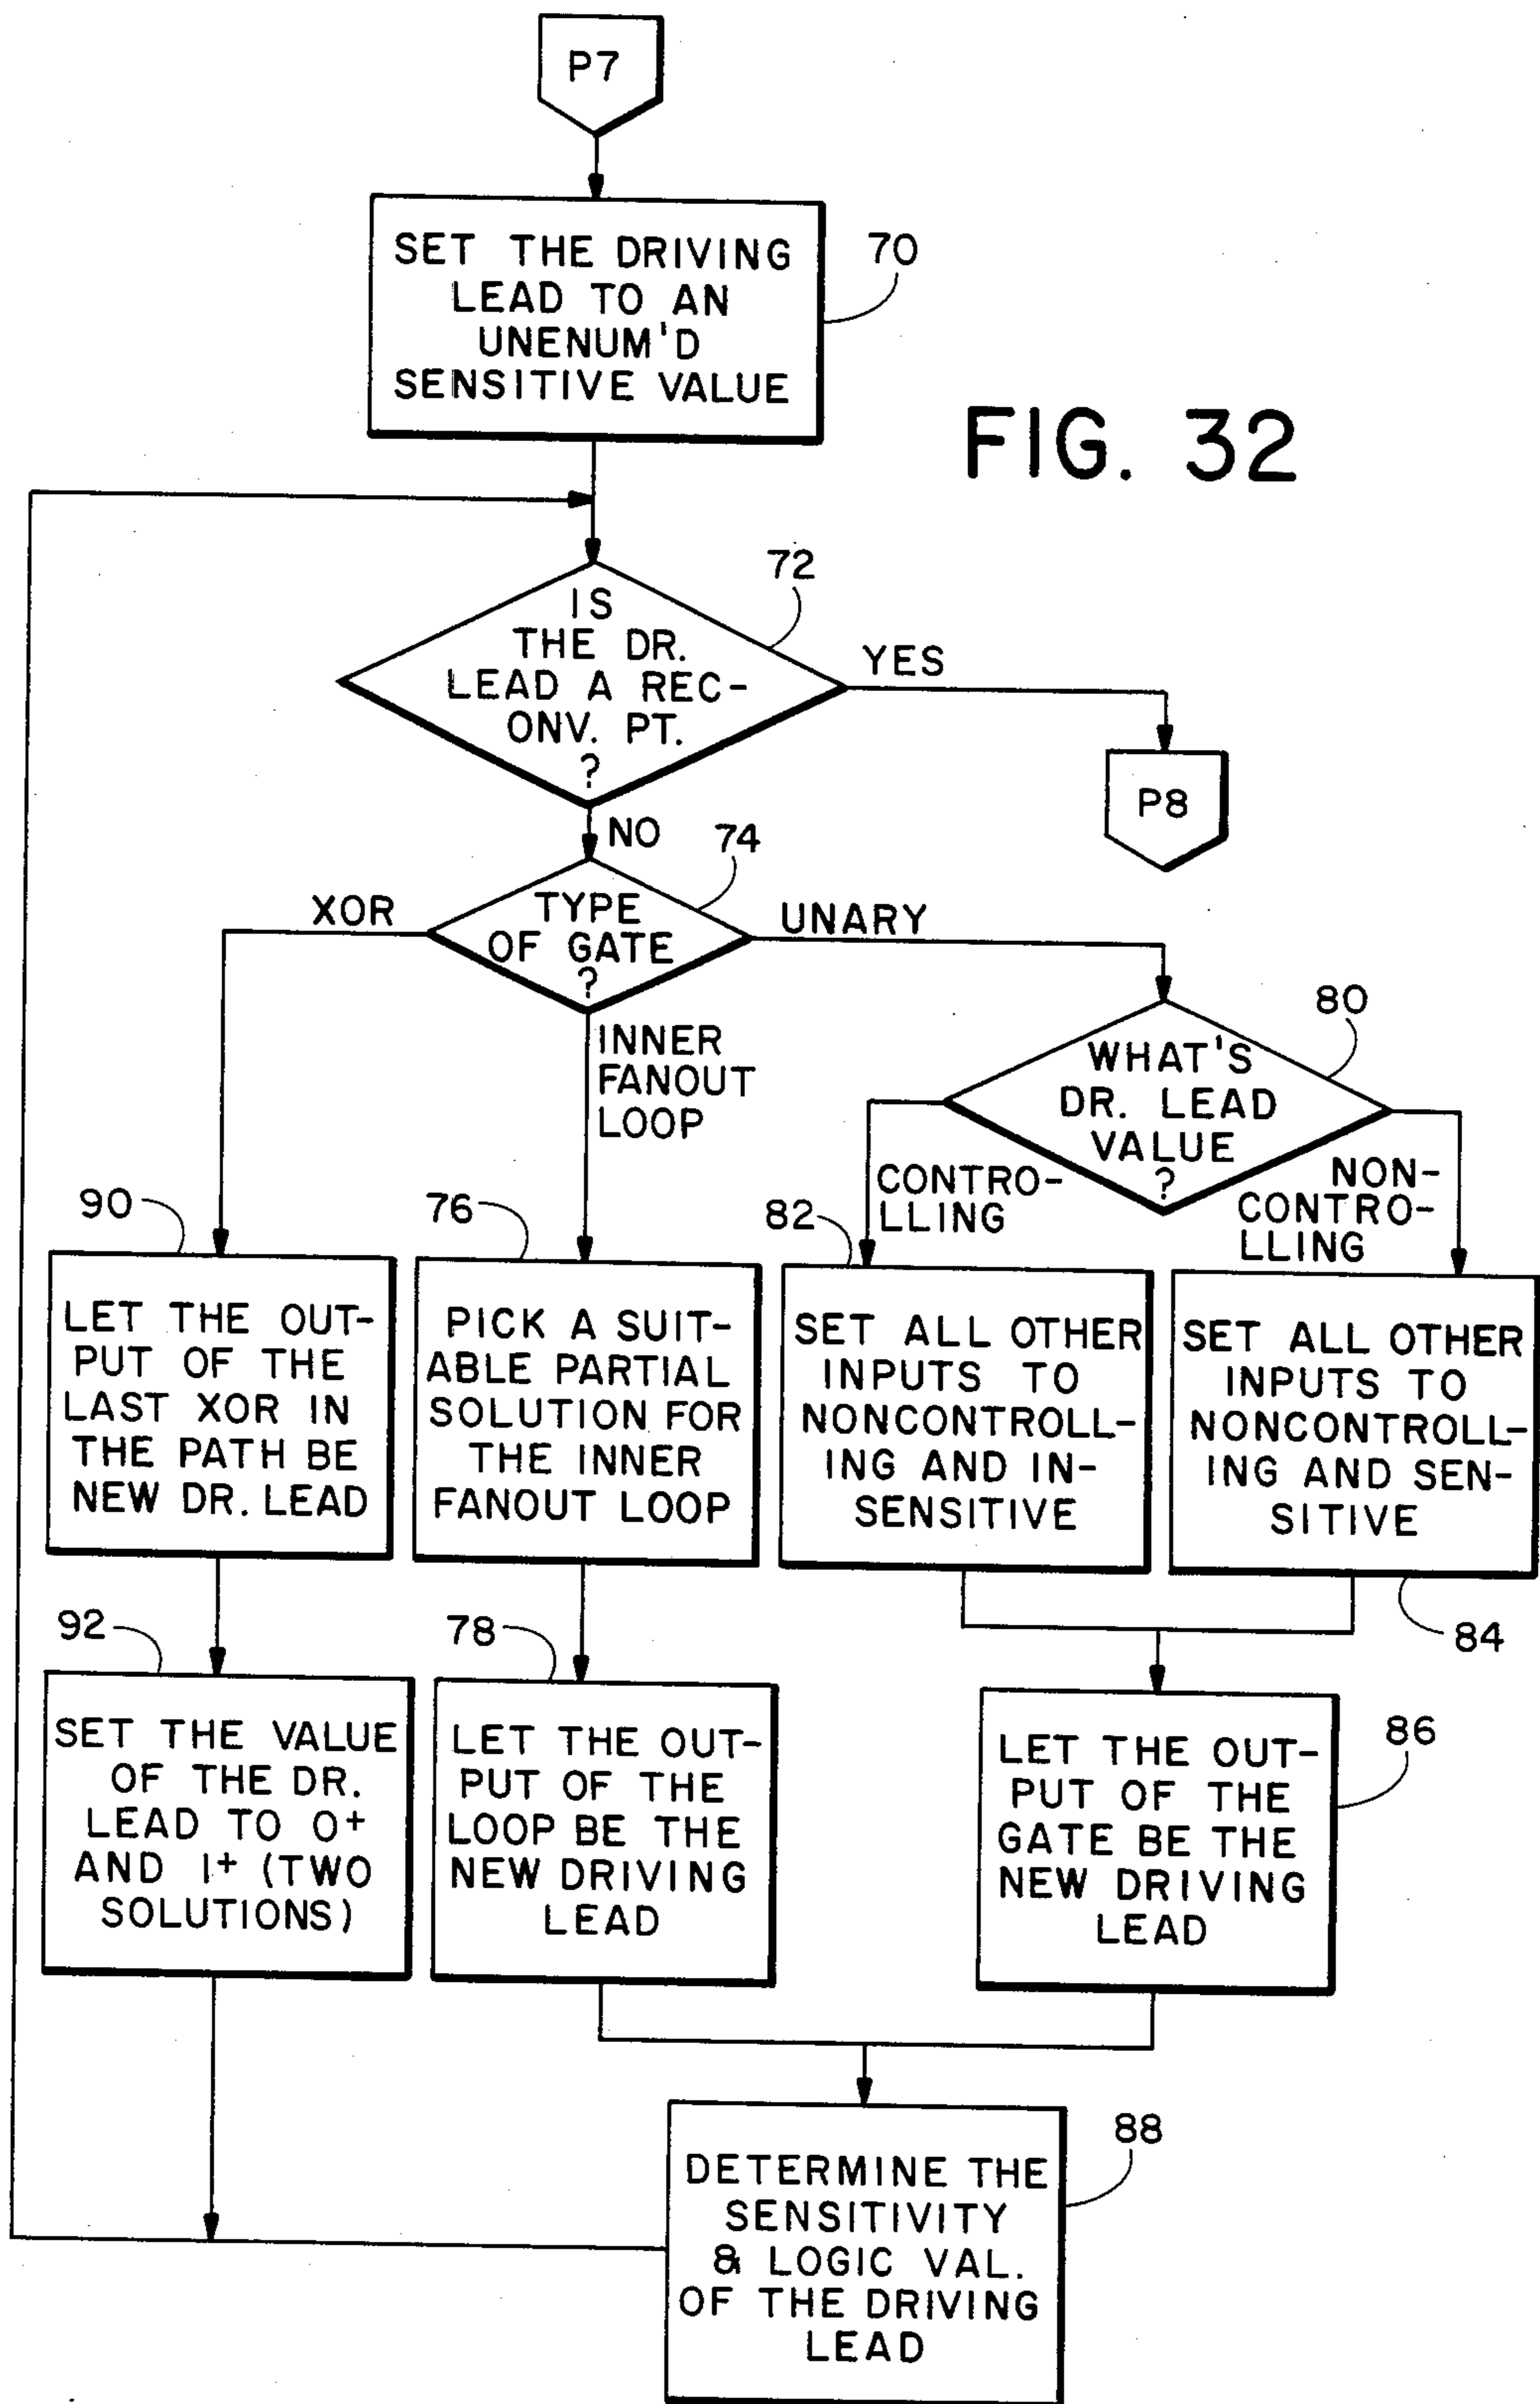 P7
SET THE DRIVING
LEAD TO AN
UNENUM'D
SENSITIVE VALUE
70
FIG. 32
IS
THE DR.
LEAD A REC-
ONV. PT.
?
72
YES
P8
NO
74
TYPE
OF GATE
?
XOR
UNARY
INNER
FANOUT
LOOP
80
WHAT'S
DR. LEAD
VALUE
?
CONTRO-
LLING
NON-
CONTRO-
LLING
90
LET THE OUT-
PUT OF THE
LAST XOR IN
THE PATH BE
NEW DR. LEAD
76
PICK A SUIT-
ABLE PARTIAL
SOLUTION FOR
THE INNER
FANOUT LOOP
82
SET ALL OTHER
INPUTS TO
NONCONTROLL-
ING AND IN-
SENSITIVE
SET ALL OTHER
INPUTS TO
NONCONTROLL-
ING AND SEN-
SITIVE
84
92
SET THE VALUE
OF THE DR.
LEAD TO 0+
AND 1+ (TWO
SOLUTIONS)
78
LET THE OUT-
PUT OF THE
LOOP BE THE
NEW DRIVING
LEAD
LET THE OUT-
PUT OF THE
GATE BE THE
NEW DRIVING
LEAD
86
DETERMINE THE
SENSITIVITY
& LOGIC VAL.
OF THE DRIVING
LEAD
88